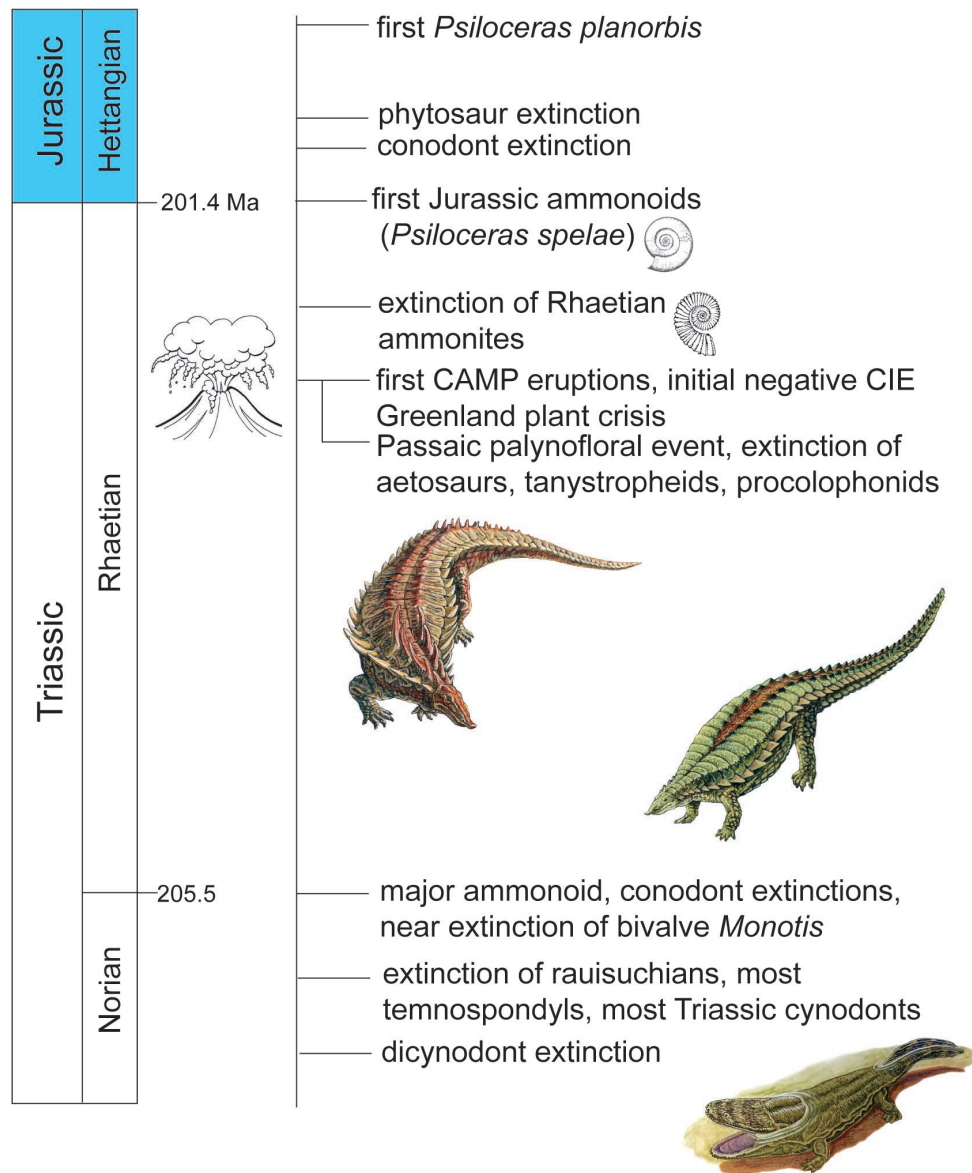 Jurassic
Hettangian
Triassic
Rhaetian
Norian
201.4 Ma
205.5
first Psiloceras planorbis
phytosaur extinction
conodont extinction
first Jurassic ammonoids
(Psiloceras spelae)
extinction of Rhaetian
ammonites
first CAMP eruptions, initial negative CIE
Greenland plant crisis
Passaic palynofloral event, extinction of
aetosaurs, tanystropheids, procolophonids
major ammonoid, conodont extinctions,
near extinction of bivalve Monotis
extinction of rauisuchians, most
temnospondyls, most Triassic cynodonts
dicynodont extinction